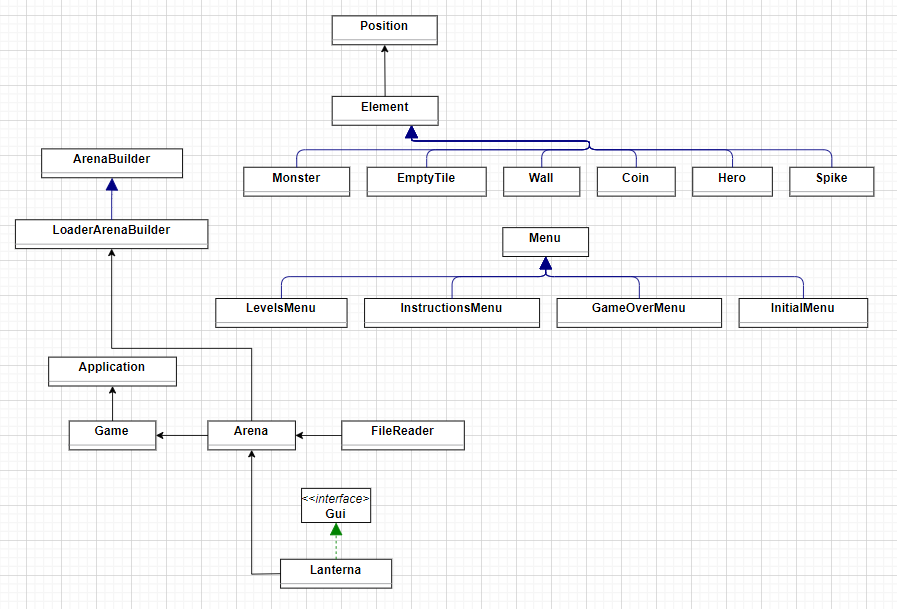 Position
Element
ArenaBuilder
Monster
EmptyTile
Wall
Coin
Hero
Spike
LoaderArenaBuilder
Menu
LevelsMenu
InstructionsMenu
GameOverMenu
InitialMenu
Application
Game
Arena
FileReader
<<interface>
Gui
Lanterna